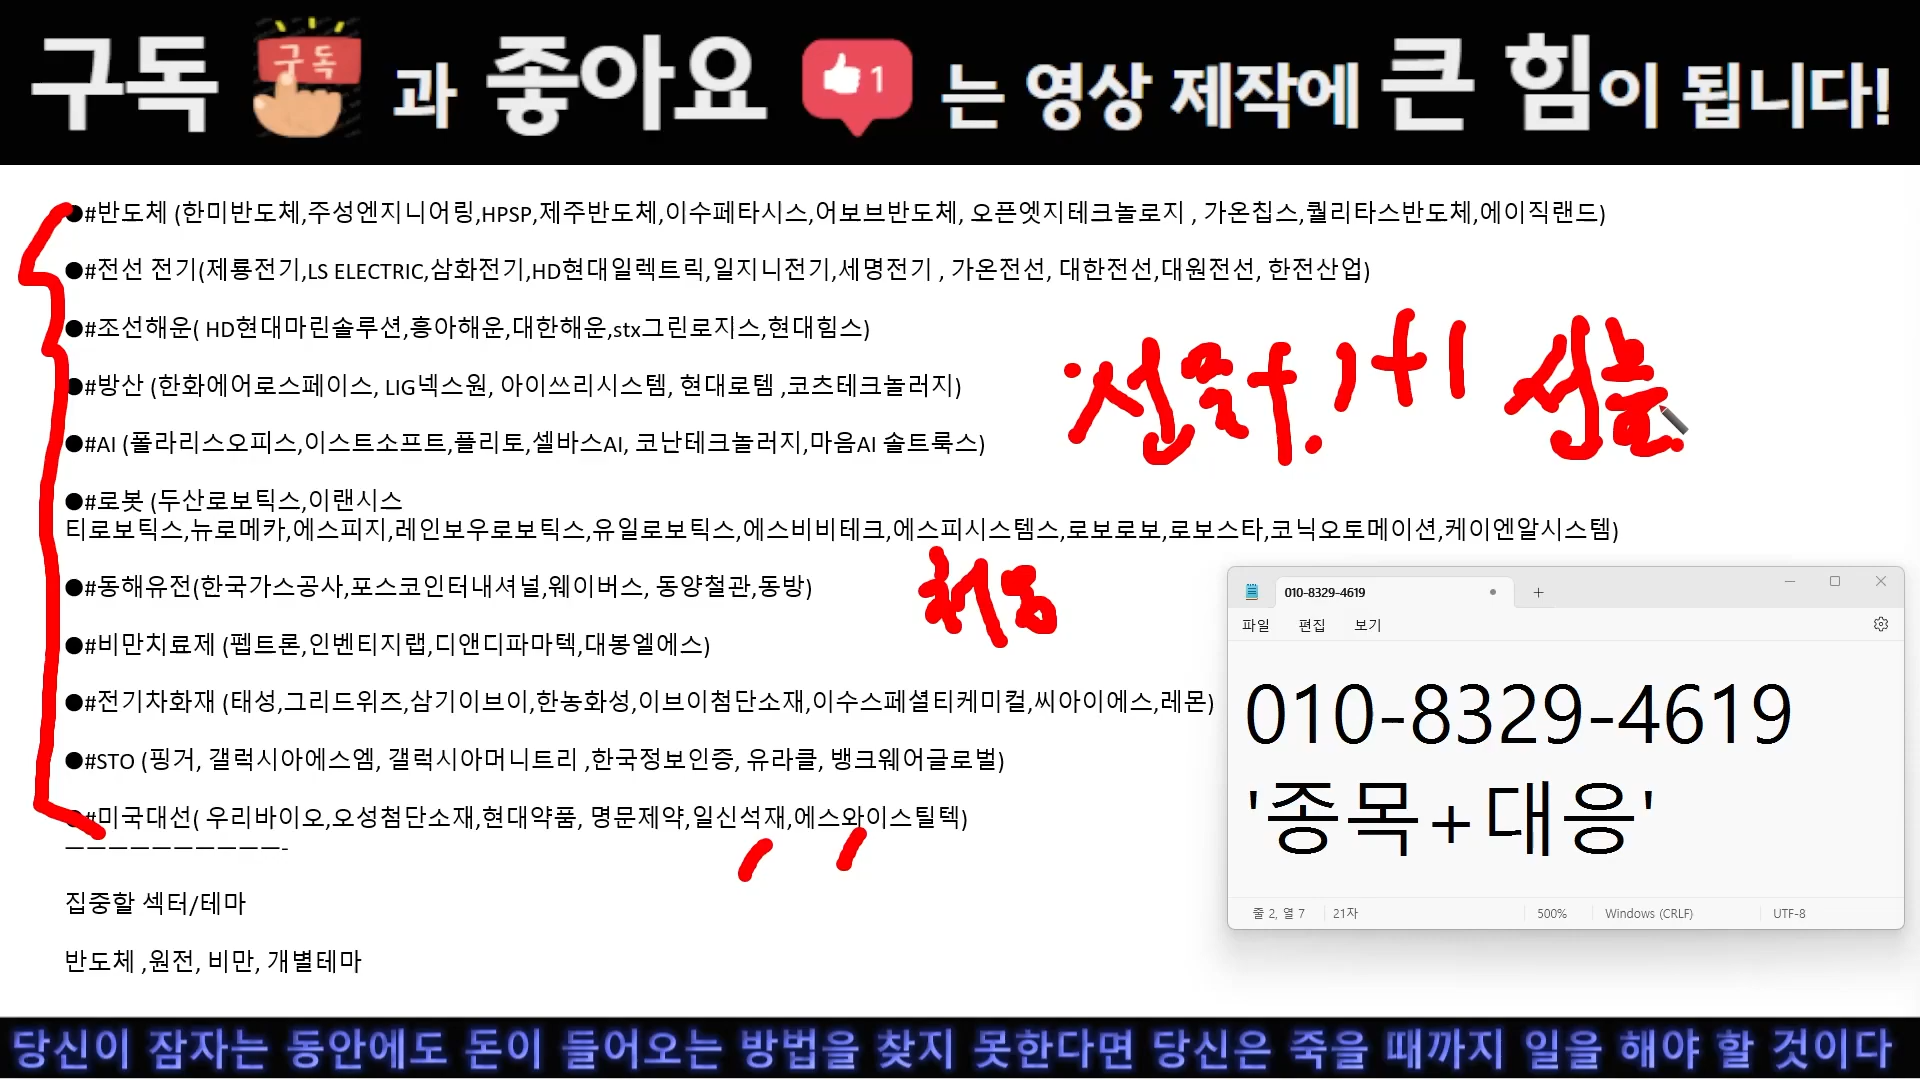 구독 구독 과 좋아요 1 는 영상 제작에 큰 힘이 됩니다!
●#반도체 (한미반도체,주성엔지니어링,HPSP,제주반도체,이수페타시스,어보브반도체, 오픈엣지테크놀로지 , 가온칩스,퀄리타스반도체,에이직랜드)
●#전선 전기(제룡전기,LS ELECTRIC,삼화전기,HD현대일렉트릭,일지니전기,세명전기 , 가온전선, 대한전선,대원전선, 한전산업)
●#조선해운( HD현대마린솔루션,흥아해운,대한해운,stx그린로지스,현대힘스)
●#방산 (한화에어로스페이스, LIG넥스원, 아이쓰리시스템, 현대로템 ,코츠테크놀러지)
●#AI (폴라리스오피스,이스트소프트,플리토,셀바스AI, 코난테크놀러지,마음AI 솔트룩스)
●#로봇 (두산로보틱스,이랜시스
티로보틱스,뉴로메카,에스피지,레인보우로보틱스,유일로보틱스,에스비비테크,에스피시스템스,로보로보,로보스타,코닉오토메이션,케이엔알시스템)
●#동해유전(한국가스공사,포스코인터내셔널,웨이버스, 동양철관,동방)
●#비만치료제 (펩트론,인벤티지랩,디앤디파마텍,대봉엘에스)
●#전기차화재 (태성,그리드위즈,삼기이브이,한농화성,이브이첨단소재,이수스페셜티케미컬,씨아이에스,레몬)
●#STO (핑거, 갤럭시아에스엠, 갤럭시아머니트리 ,한국정보인증, 유라클, 뱅크웨어글로벌)
●#미국대선( 우리바이오,오성첨단소재,현대약품, 명문제약,일신석재,에스와이스틸텍)
——————————-
집중할 섹터/테마
반도체 ,원전, 비만, 개별테마
010-8329-4619
파일 편집 보기
010-8329-4619
'종목+대응'
줄 2, 열 7 21자 500% Windows (CRLF) UTF-8
당신이 잠자는 동안에도 돈이 들어오는 방법을 찾지 못한다면 당신은 죽을 때까지 일을 해야 할 것이다